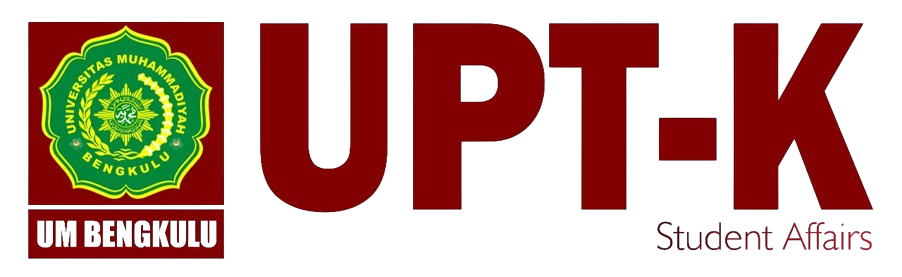 UNIVERSITAS MUHAMMADIYAH
BENGKULU
UM BENGKULU
UPT-K
Student Affairs